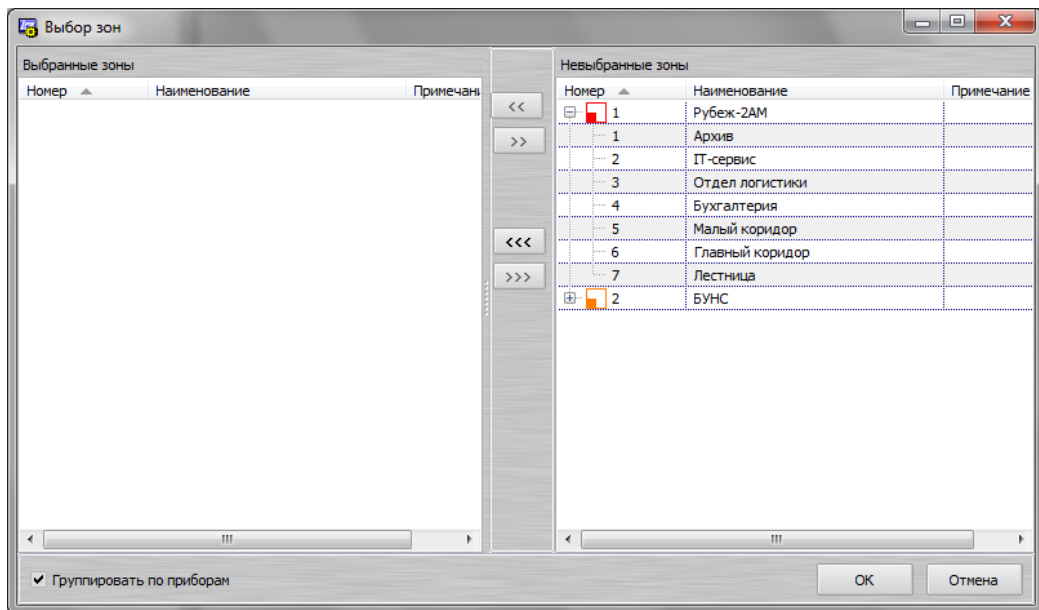 Выбор зон
Выбранные зоны
Номер Наименование Примечани
<<
>>
<<<
>>>
Невыбранные зоны
Номер Наименование Примечание
1 Рубеж-2АМ
1 Архив
2 IT-сервис
3 Отдел логистики
4 Бухгалтерия
5 Малый коридор
6 Главный коридор
7 Лестница
2 БУНС
Группировать по приборам
OK Отмена